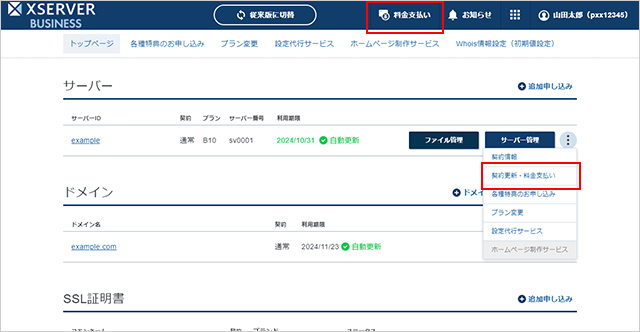 XSERVER BUSINESS 従来版に切替 料金支払い お知らせ 山田太郎（pxx12345）
トップページ 各種特典のお申し込み プラン変更 設定代行サービス ホームページ制作サービス Whois情報設定（初期値設定）
サーバー 追加申し込み
サーバーID 契約 プラン サーバー番号 利用期限
example 通常 B10 sv0001 2024/10/31 自動更新 ファイル管理 サーバー管理
契約情報
契約更新・料金支払い
各種特典のお申し込み
プラン変更
設定代行サービス
ホームページ制作サービス
ドメイン
ドメイン名 契約 利用期限
example.com 通常 2024/11/23 自動更新
SSL証明書 追加申し込み